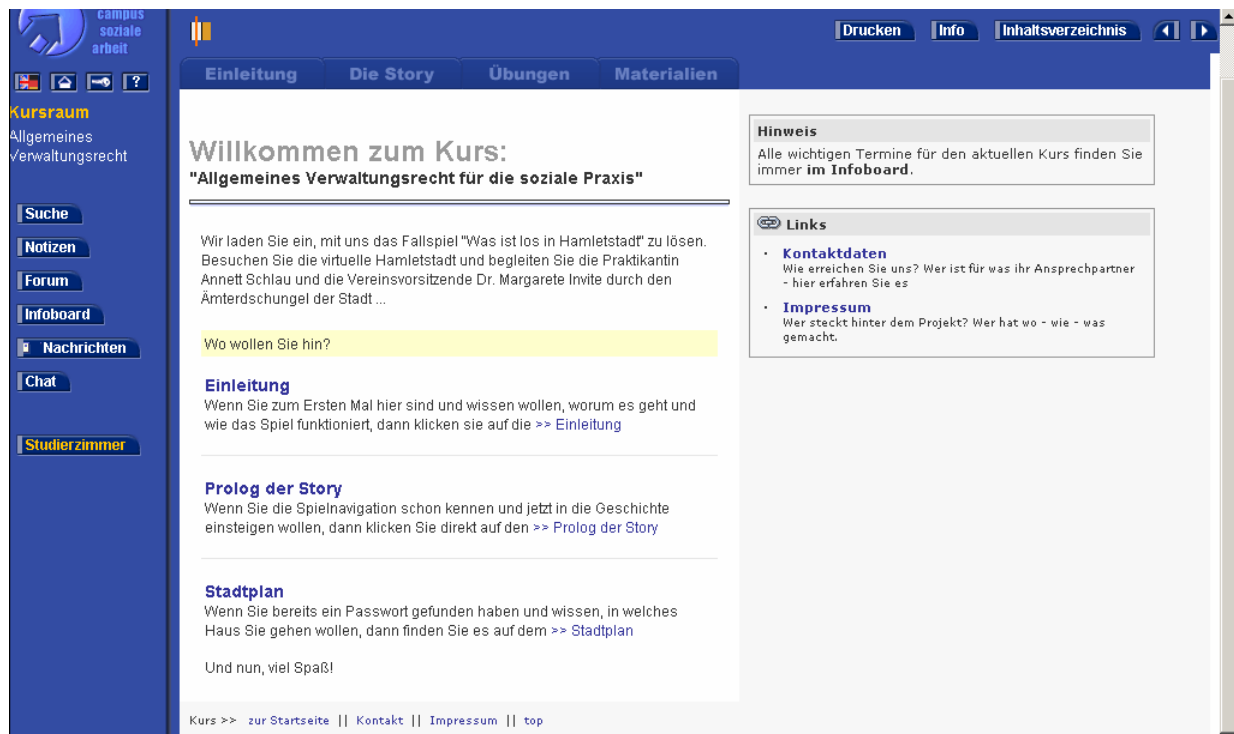 campus
soziale
arbeit
Kursraum
Allgemeines
Verwaltungsrecht
Suche
Notizen
Forum
Infoboard
Nachrichten
Chat
Studierzimmer
Drucken
Info
Inhaltsverzeichnis
Einleitung
Die Story
Übungen
Materialien
Willkommen zum Kurs:
"Allgemeines Verwaltungsrecht für die soziale Praxis"
Wir laden Sie ein, mit uns das Fallspiel "Was ist los in Hamletstadt" zu lösen.
Besuchen Sie die virtuelle Hamletstadt und begleiten Sie die Praktikantin
Annett Schlau und die Vereinsvorsitzende Dr. Margarete Invite durch den
Ämterdschungel der Stadt ...
Wo wollen Sie hin?
Einleitung
Wenn Sie zum Ersten Mal hier sind und wissen wollen, worum es geht und
wie das Spiel funktioniert, dann klicken sie auf die >> Einleitung
Prolog der Story
Wenn Sie die Spielnavigation schon kennen und jetzt in die Geschichte
einsteigen wollen, dann klicken Sie direkt auf den >> Prolog der Story
Stadtplan
Wenn Sie bereits ein Passwort gefunden haben und wissen, in welches
Haus Sie gehen wollen, dann finden Sie es auf dem >> Stadtplan
Und nun, viel Spaß!
Kurs >> zur Startseite || Kontakt || Impressum || top
Hinweis
Alle wichtigen Termine für den aktuellen Kurs finden Sie
immer im Infoboard.
Links
· Kontaktdaten
Wie erreichen Sie uns? Wer ist für was ihr Ansprechpartner
- hier erfahren Sie es
· Impressum
Wer steckt hinter dem Projekt? Wer hat wo - wie - was
gemacht.